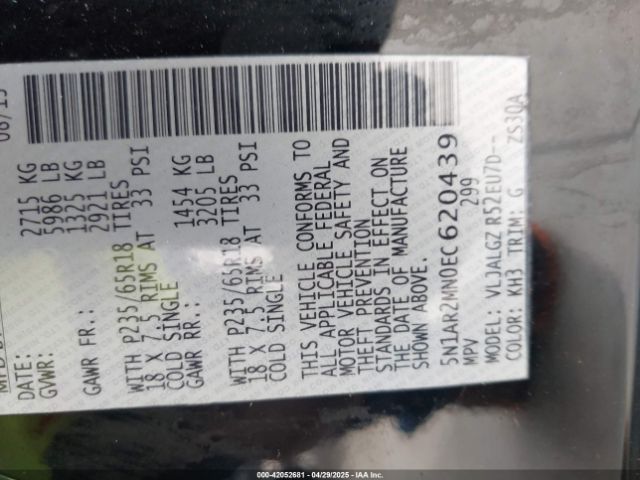 DATE: 08/13
GVWR: 2715 KG
5986 LB
GAWR FR.: 1325 KG
2921 LB
WITH P235/65R18 TIRES
18 X 7.5 RIMS AT 33 PSI
COLD SINGLE
GAWR RR.: 1454 KG
3205 LB
WITH P235/65R18 TIRES
18 X 7.5 RIMS AT 33 PSI
COLD SINGLE
THIS VEHICLE CONFORMS TO
ALL APPLICABLE FEDERAL
MOTOR VEHICLE SAFETY AND
THEFT PREVENTION
STANDARDS IN EFFECT ON
THE DATE OF MANUFACTURE
SHOWN ABOVE.
5N1AR2MN0EC620439
MPV 299
MODEL: VLJALGZ R52EU7D--
COLOR: KH3 TRIM: G ZS30A
000-42052681 - 04/29/2025 - IAA Inc.